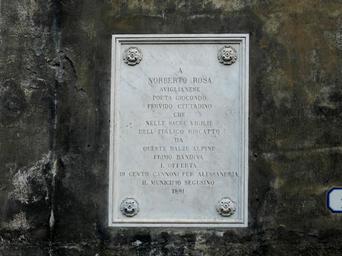 A
NORBERTO ROSA
AVIGLIANESE
POETA GIOCONDO
FERVIDO CITTADINO
CHE
NELLE SACRE VIGILIE
DELL'ITALICO RISCATTO
DA
QUESTE BALZE ALPINE
PRIMO BANDIVA
L'OFFERTA
DI CENTO CANNONI PER ALESSANDRIA
IL MUNICIPIO SEGUSINO
1891